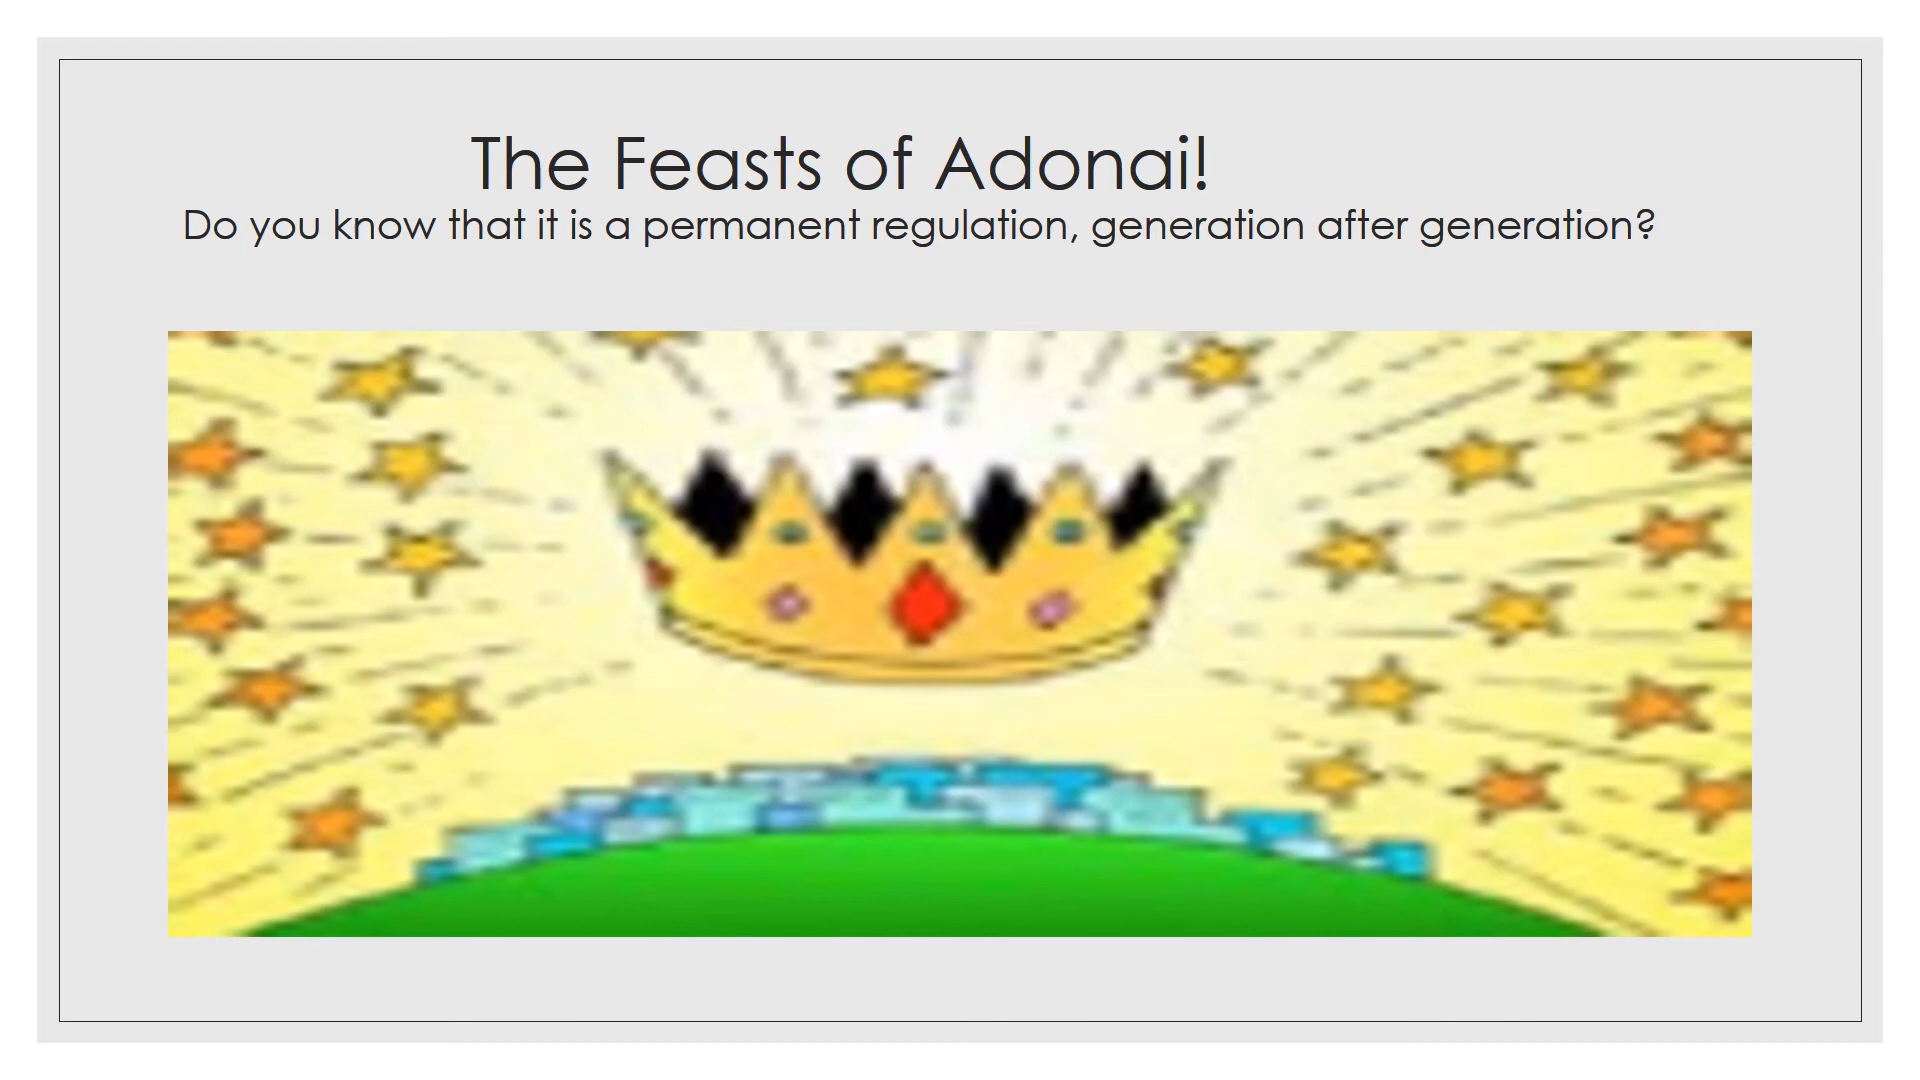 The Feasts of Adonai!
Do you know that it is a permanent regulation, generation after generation?